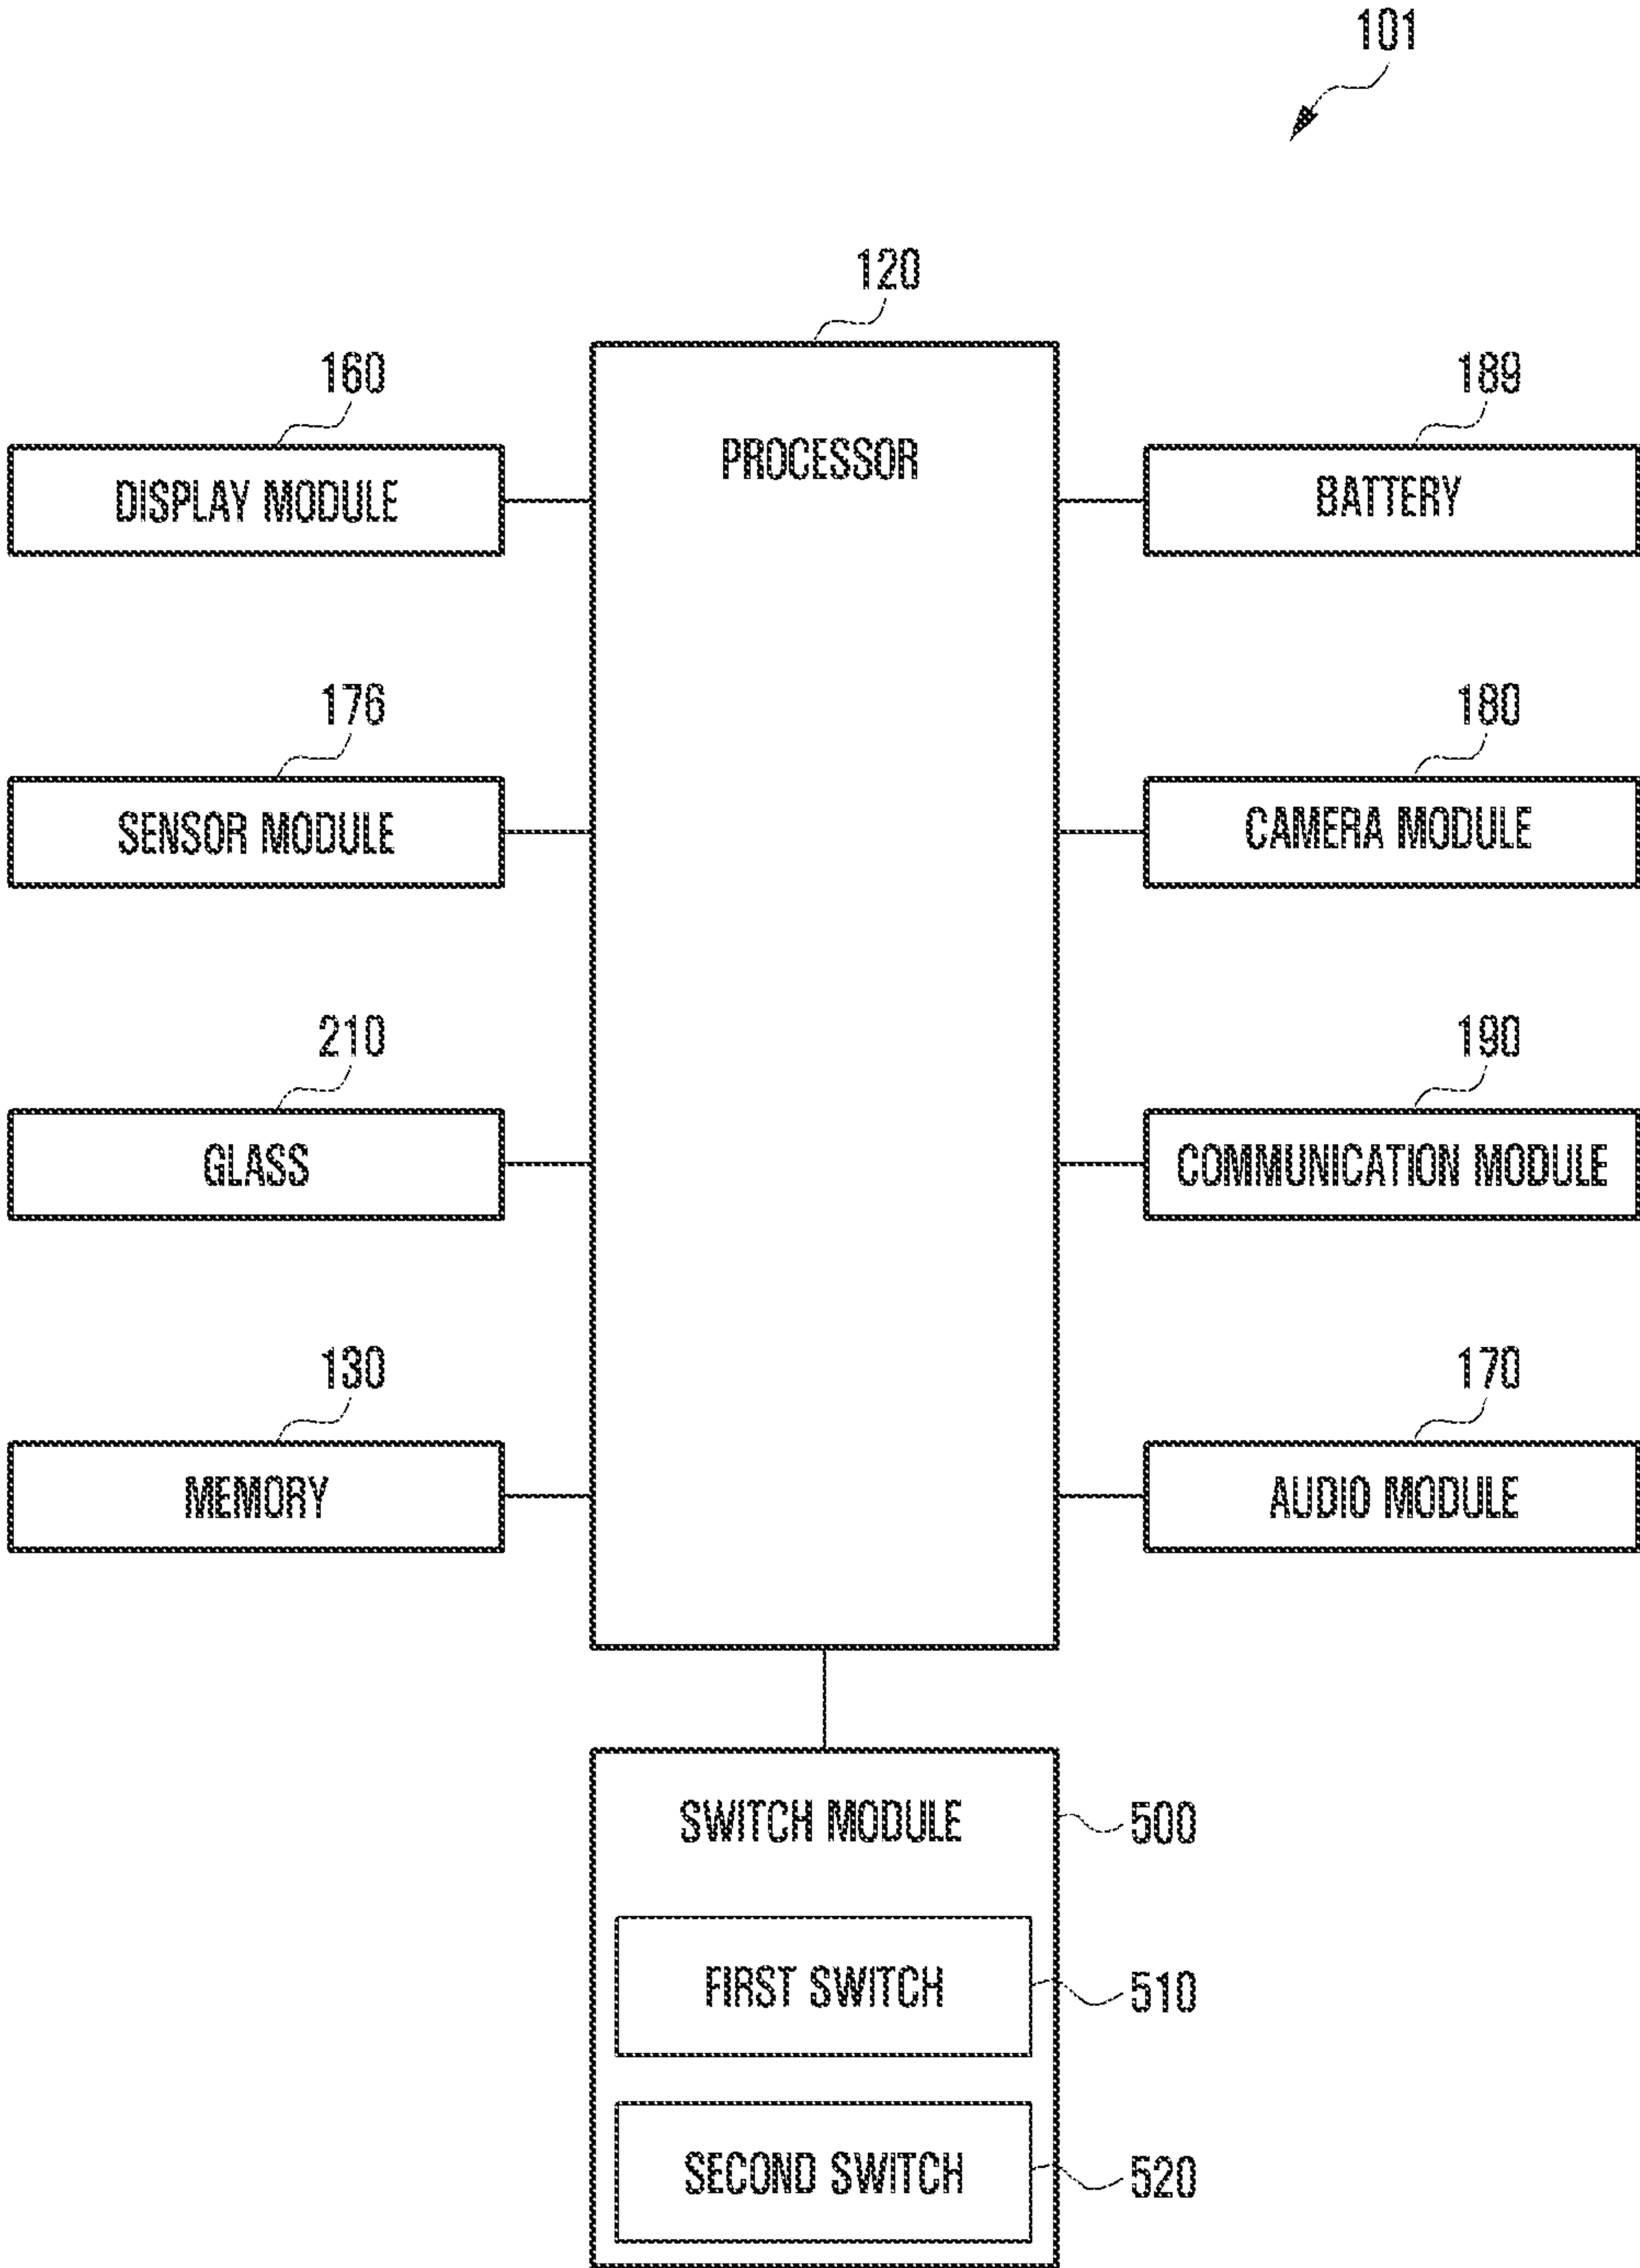 101
120
160
189
PROCESSOR
DISPLAY MODULE
BATTERY
176
180
SENSOR MODULE
CAMERA MODULE
210
190
GLASS
COMMUNICATION MODULE
130
170
MEMORY
AUDIO MODULE
SWITCH MODULE
500
FIRST SWITCH
510
SECOND SWITCH
520